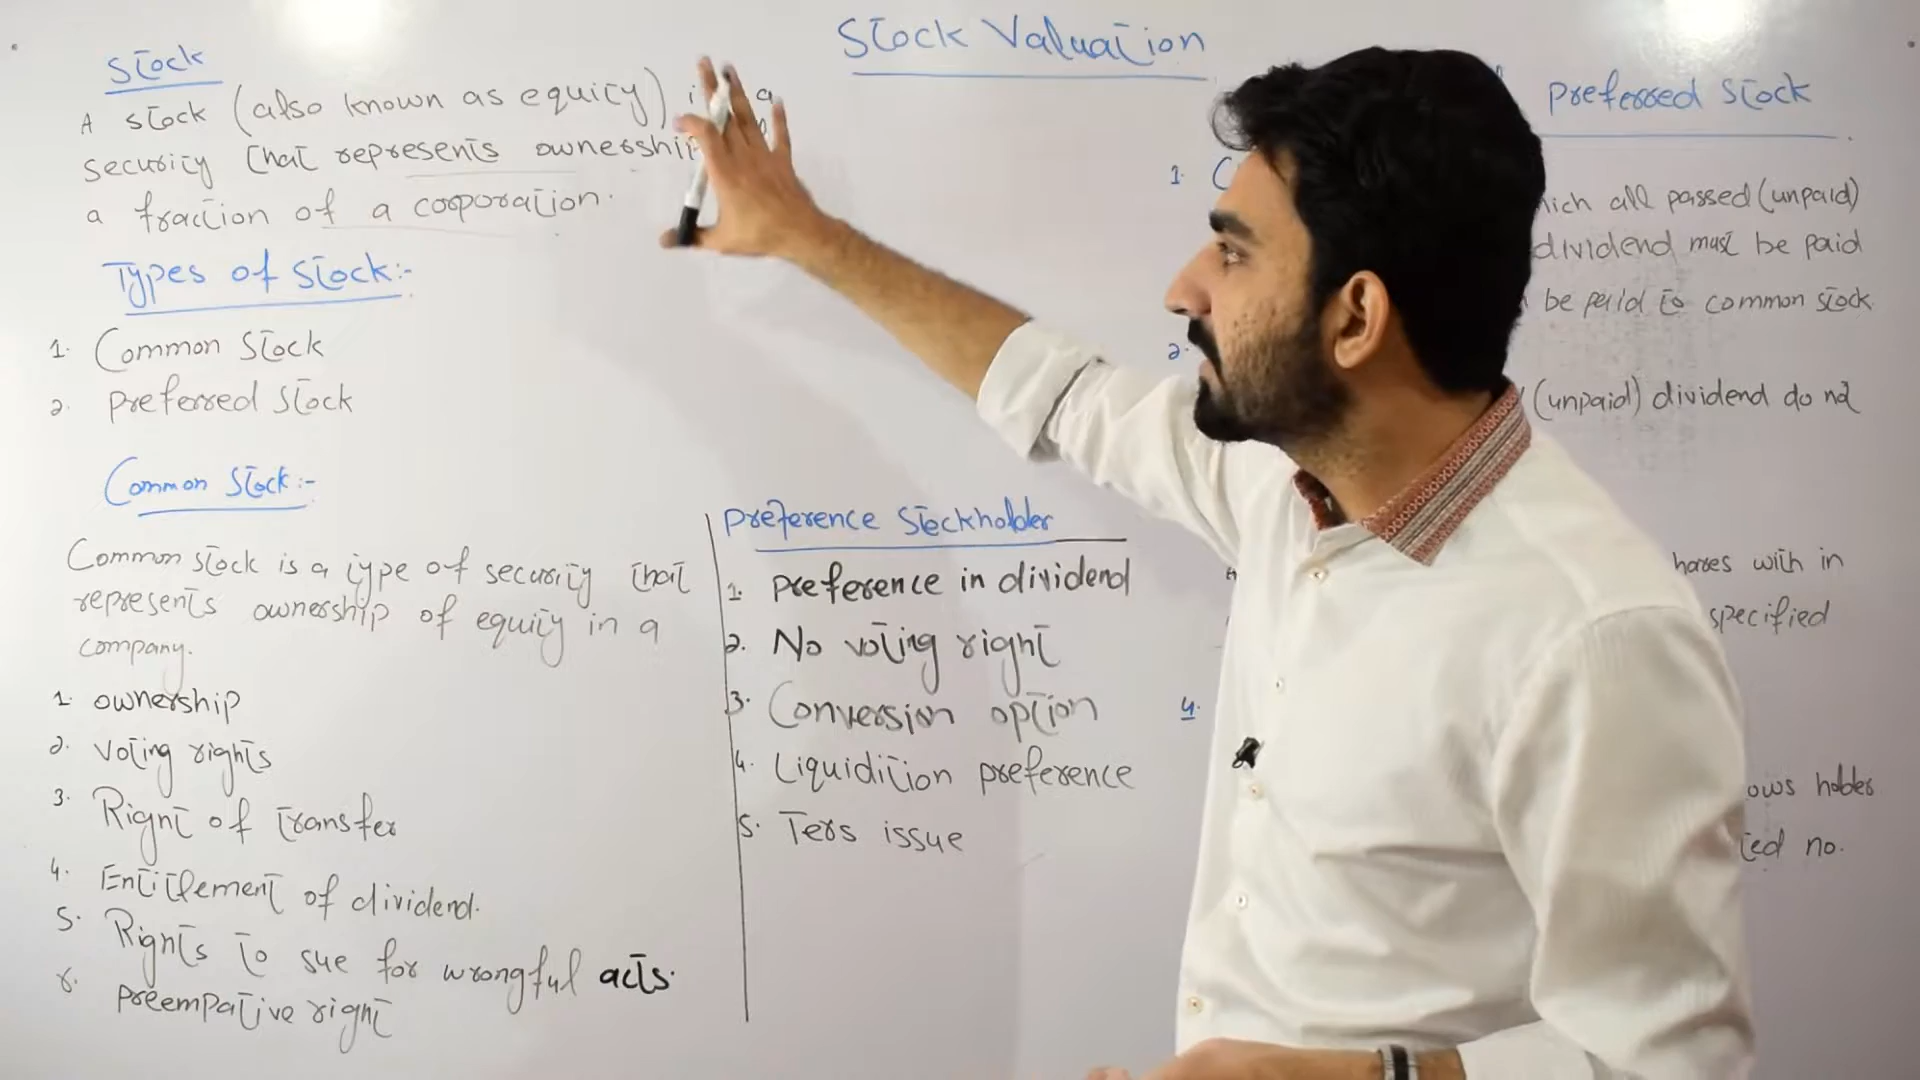 Stock Valuation
Stock
A stock (also known as equity) a
security that represents ownership
a fraction of a corporation.
Types of Stock:-
1. Common Stock
2. preferred Stock
Common Stock:-
Common stock is a type of security that
represents ownership of equity in a
company.
1. ownership
2. voting rights
3. Right of transfer
4. Entitlement of dividend.
5. Rights to sue for wrongful acts.
6. preempative right
preference Stockholder
1. preference in dividend
2. No voting right
3. Conversion option
4. Liquidition preference
5. Ters issue
preferred Stock
1.
all passed (unpaid)
dividend must be paid
be paid to common stock
2.
(unpaid) dividend do not
with in
specified
4.
holder
no.